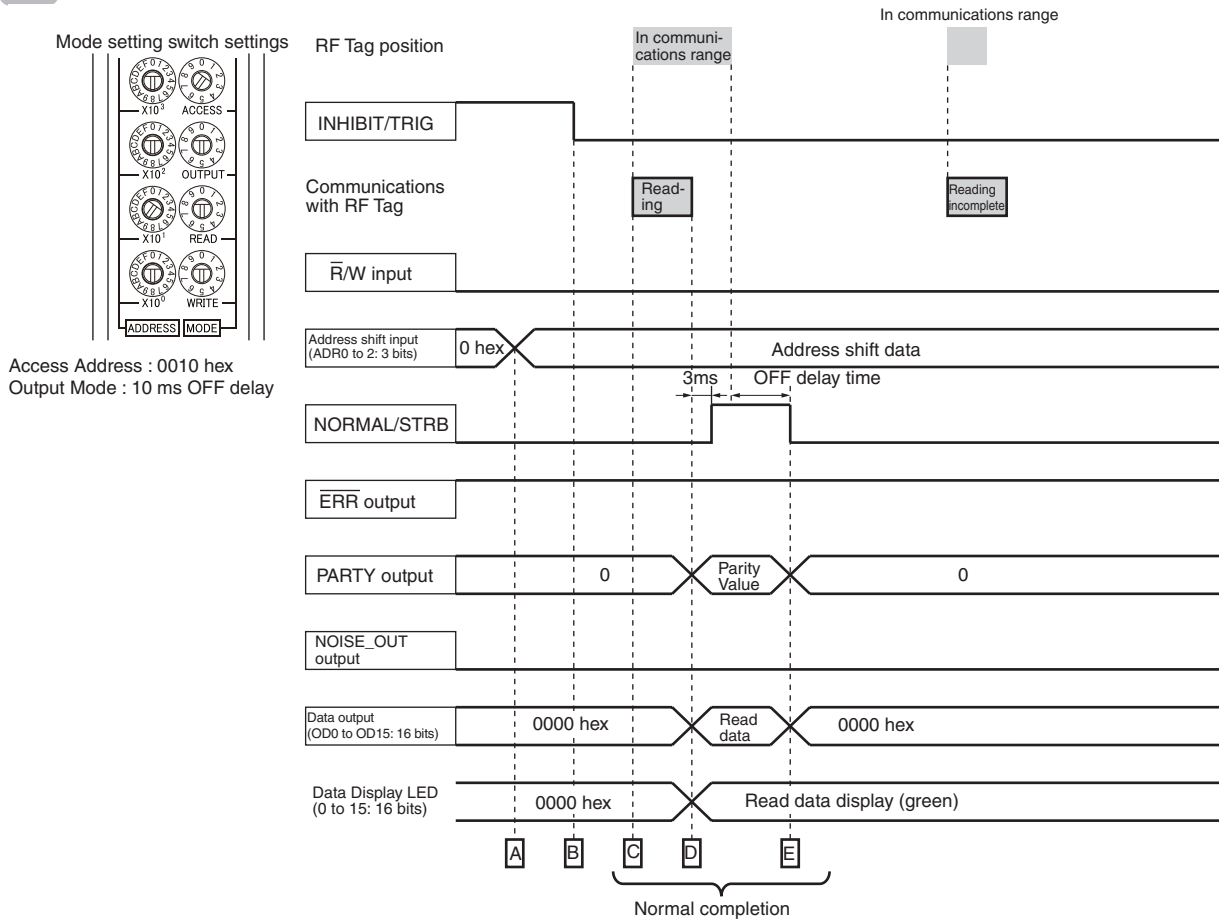 In communications range
Mode setting switch settings
X10³ ACCESS
X10² OUTPUT
X10¹ READ
X10⁰ WRITE
ADDRESS MODE
Access Address : 0010 hex
Output Mode : 10 ms OFF delay
RF Tag position
In communi-
cations range
INHIBIT/TRIG
Communications
with RF Tag
Read-
ing
Reading
incomplete
R̅/W input
Address shift input
(ADR0 to 2: 3 bits)
0 hex
Address shift data
3ms
OFF delay time
NORMAL/STRB
E̅R̅R̅ output
PARTY output
0
Parity
Value
0
NOISE_OUT
output
Data output
(OD0 to OD15: 16 bits)
0000 hex
Read
data
0000 hex
Data Display LED
(0 to 15: 16 bits)
0000 hex
Read data display (green)
A B C D E
Normal completion